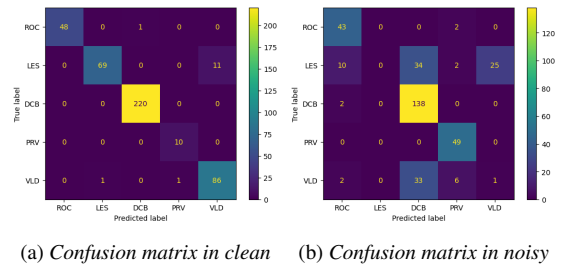 ROC 48 0 1 0 0
LES 0 69 0 0 11
DCB 0 0 220 0 0
PRV 0 0 0 10 0
VLD 0 1 0 1 86
ROC LES DCB PRV VLD
True label
Predicted label
200
175
150
125
100
75
50
25
0
ROC 43 0 0 2 0
LES 10 0 34 2 25
DCB 2 0 138 0 0
PRV 0 0 0 49 0
VLD 2 0 33 6 1
ROC LES DCB PRV VLD
True label
Predicted label
120
100
80
60
40
20
0
(a) Confusion matrix in clean
(b) Confusion matrix in noisy